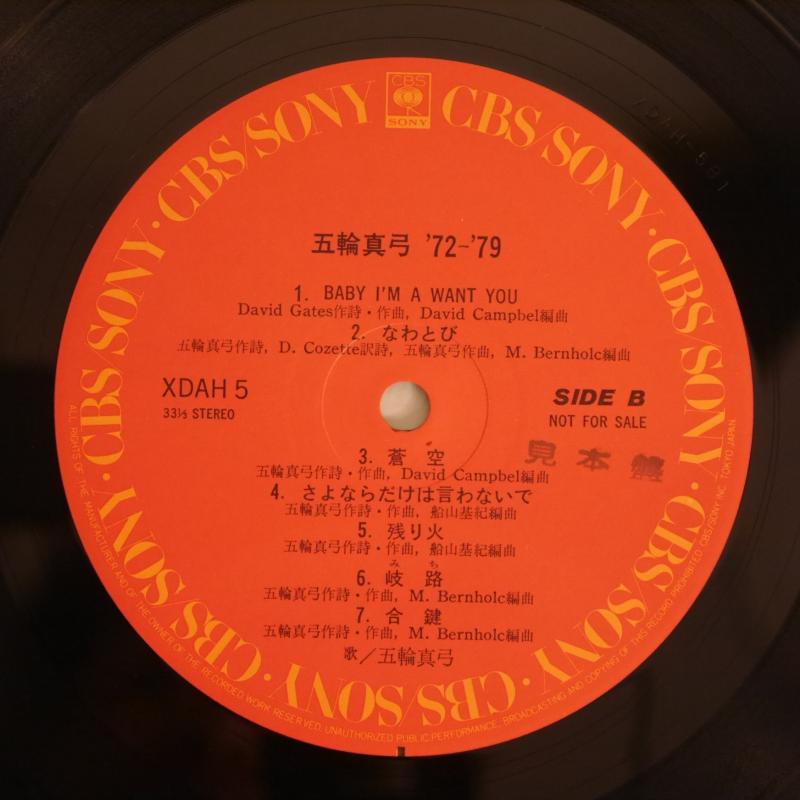 CBS
SONY
CBS/SONY・CBS/SONY・CBS/SONY・CBS/SONY・CBS/SONY・CBS/SONY・CBS/SONY・CBS/SONY
五輪真弓 '72-'79
1. BABY I'M A WANT YOU
David Gates作詩・作曲, David Campbel編曲
2. なわとび
五輪真弓作詩, D. Cozette訳詩, 五輪真弓作曲, M. Bernholc編曲
XDAH 5
33⅓ STEREO
SIDE B
NOT FOR SALE
見本盤
3. 蒼 空
五輪真弓作詩・作曲, David Campbel編曲
4. さよならだけは言わないで
五輪真弓作詩・作曲, 船山基紀編曲
5. 残り火
五輪真弓作詩・作曲, 船山基紀編曲
み ち
6. 岐 路
五輪真弓作詩・作曲, M. Bernholc編曲
7. 合 鍵
五輪真弓作詩・作曲, M. Bernholc編曲
歌／五輪真弓
ALL RIGHTS OF THE MANUFACTURER AND OF THE OWNER OF THE RECORDED WORK RESERVED. UNAUTHORIZED PUBLIC PERFORMANCE, BROADCASTING AND COPYING OF THIS RECORD PROHIBITED CBS/SONY INC. TOKYO JAPAN